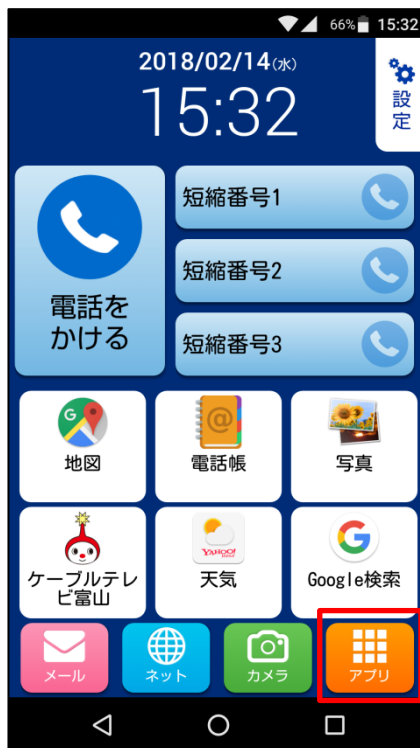 66% 15:32
2018/02/14(水)
15:32
設定
電話を
かける
短縮番号1
短縮番号2
短縮番号3
G
地図
@
電話帳
写真
ケーブルテレ
ビ富山
YAHOO!
天気
G
Google検索
メール
ネット
カメラ
アプリ